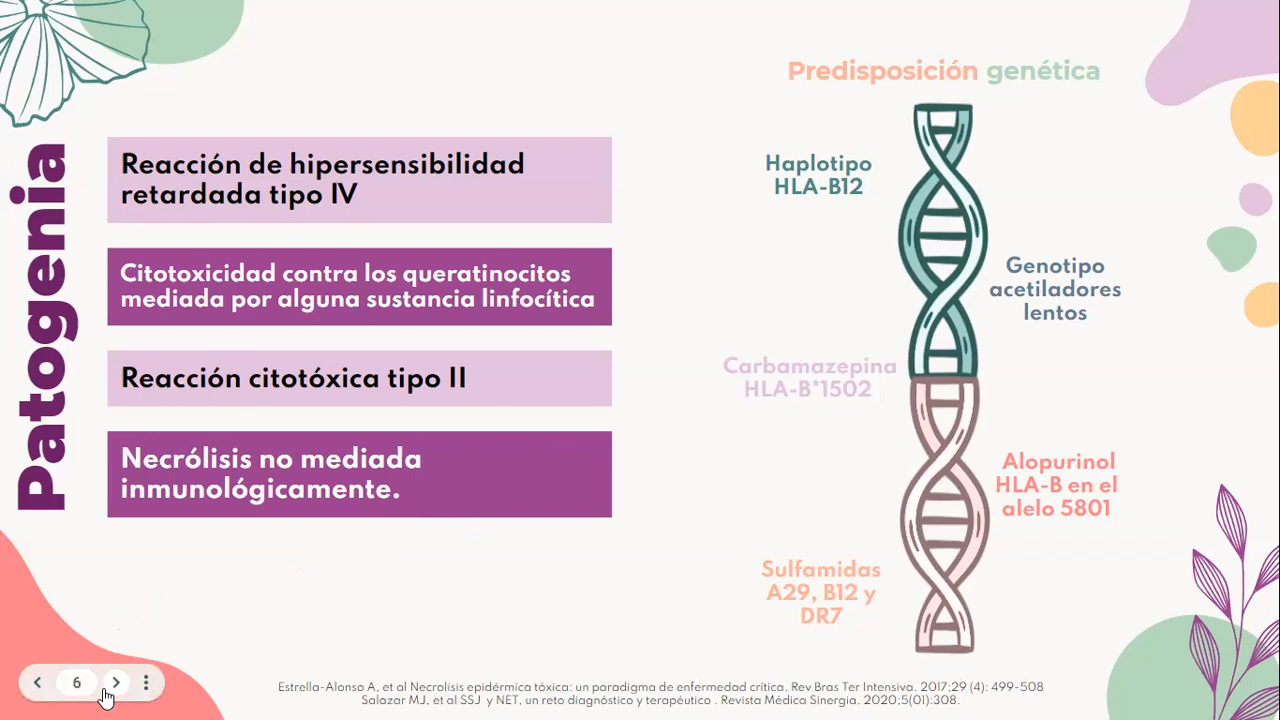 Patogenia
Reacción de hipersensibilidad
retardada tipo IV
Citotoxicidad contra los queratinocitos
mediada por alguna sustancia linfocítica
Reacción citotóxica tipo II
Necrólisis no mediada
inmunológicamente.
Predisposición genética
Haplotipo
HLA-B12
Genotipo
acetiladores
lentos
Carbamazepina
HLA-B*1502
Alopurinol
HLA-B en el
alelo 5801
Sulfamidas
A29, B12 y
DR7
6
Estrella-Alonso A, et al Necrolisis epidérmica tóxica: un paradigma de enfermedad crítica. Rev Bras Ter Intensiva. 2017;29 (4): 499-508
Salazar MJ, et al SSJ y NET, un reto diagnóstico y terapéutico . Revista Médica Sinergia. 2020;5(01):308.